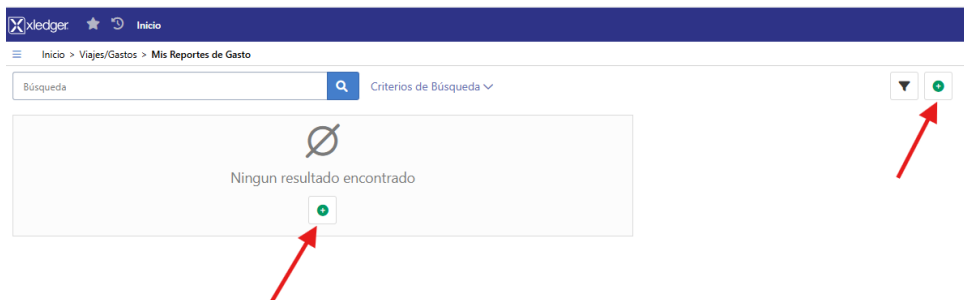 xledger Inicio
Inicio > Viajes/Gastos > Mis Reportes de Gasto
Búsqueda Criterios de Búsqueda
Ningun resultado encontrado